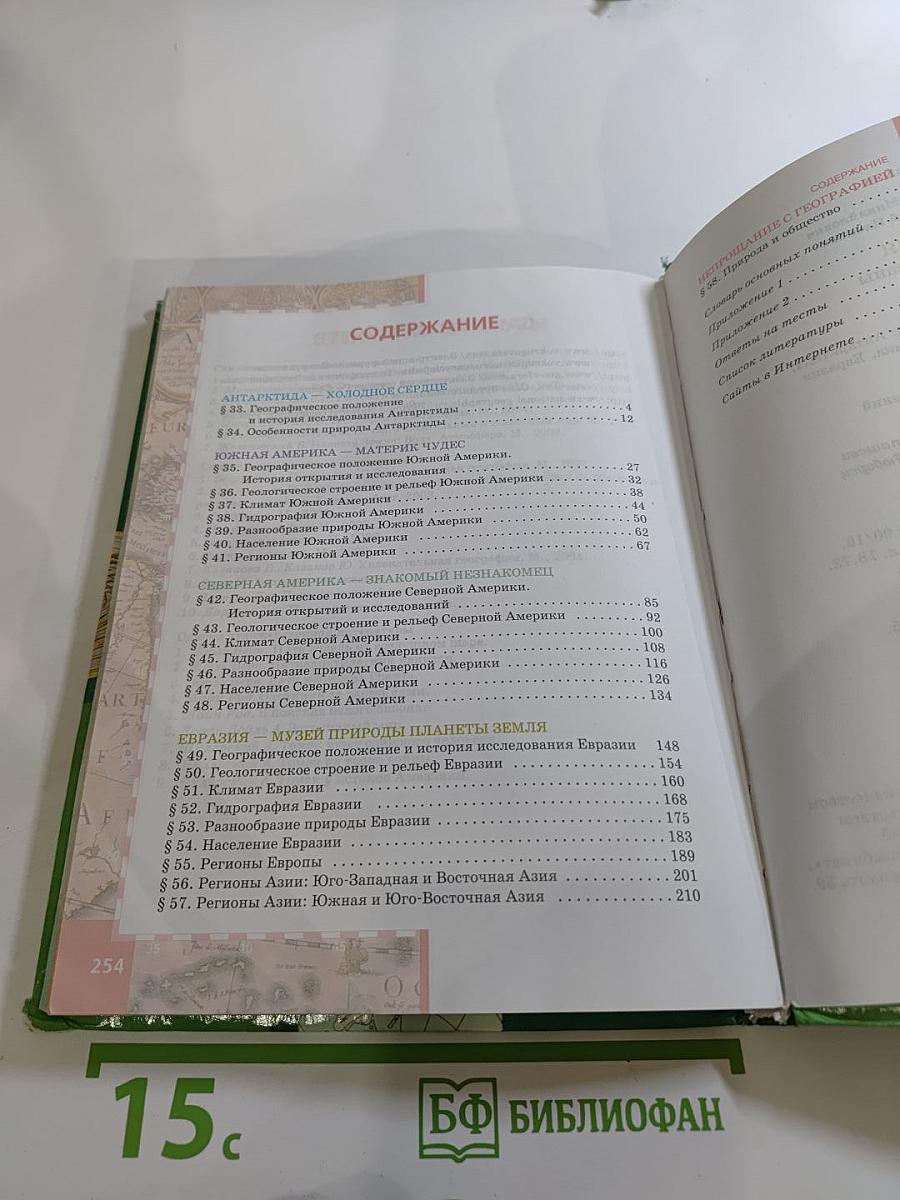 СОДЕРЖАНИЕ
АНТАРКТИДА — ХОЛОДНОЕ СЕРДЦЕ
§ 33. Географическое положение
и история исследования Антарктиды 4
§ 34. Особенности природы Антарктиды 12
ЮЖНАЯ АМЕРИКА — МАТЕРИК ЧУДЕС
§ 35. Географическое положение Южной Америки.
История открытия и исследования 27
§ 36. Геологическое строение и рельеф Южной Америки 32
§ 37. Климат Южной Америки 38
§ 38. Гидрография Южной Америки 44
§ 39. Разнообразие природы Южной Америки 50
§ 40. Население Южной Америки 62
§ 41. Регионы Южной Америки 67
СЕВЕРНАЯ АМЕРИКА — ЗНАКОМЫЙ НЕЗНАКОМЕЦ
§ 42. Географическое положение Северной Америки.
История открытий и исследований 85
§ 43. Геологическое строение и рельеф Северной Америки 92
§ 44. Климат Северной Америки 100
§ 45. Гидрография Северной Америки 108
§ 46. Разнообразие природы Северной Америки 116
§ 47. Население Северной Америки 126
§ 48. Регионы Северной Америки 134
ЕВРАЗИЯ — МУЗЕЙ ПРИРОДЫ ПЛАНЕТЫ ЗЕМЛЯ
§ 49. Географическое положение и история исследования Евразии 148
§ 50. Геологическое строение и рельеф Евразии 154
§ 51. Климат Евразии 160
§ 52. Гидрография Евразии 168
§ 53. Разнообразие природы Евразии 175
§ 54. Население Евразии 183
§ 55. Регионы Европы 189
§ 56. Регионы Азии: Юго-Западная и Восточная Азия 201
§ 57. Регионы Азии: Южная и Юго-Восточная Азия 210
254
СОДЕРЖАНИЕ
НЕПРОЩАНИЕ С ГЕОГРАФИЕЙ
§ 58. Природа и общество
Словарь основных понятий
Приложение 1
Приложение 2
Ответы на тесты
Список литературы
Сайты в Интернете
15 с
БФ БИБЛИОФАН